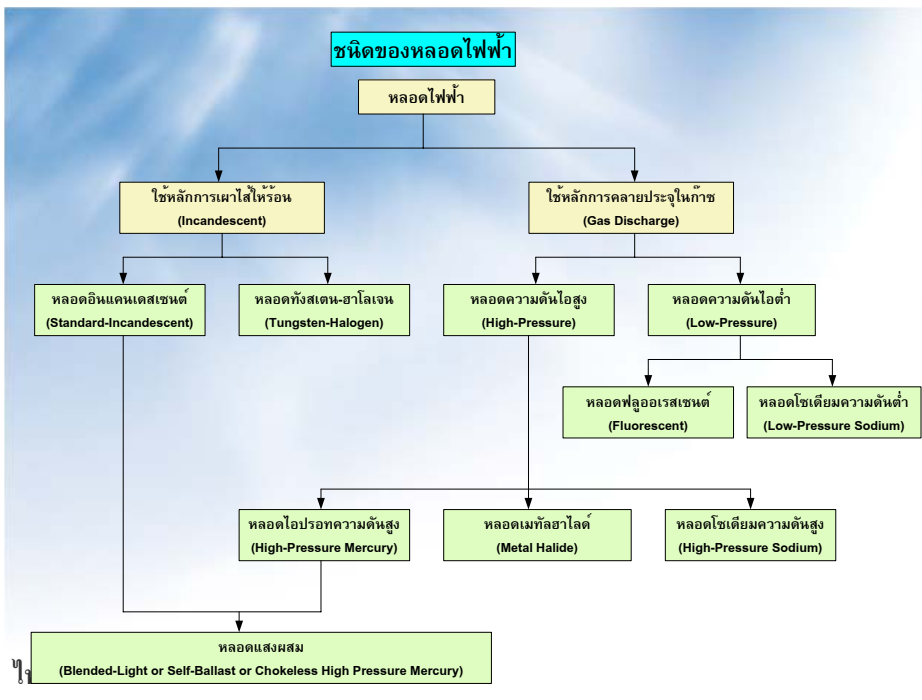 ชนิดของหลอดไฟฟ้า
หลอดไฟฟ้า
ใช้หลักการเผาไส้ให้ร้อน
(Incandescent)
ใช้หลักการคลายประจุในก๊าซ
(Gas Discharge)
หลอดอินแคนเดสเซนต์
(Standard-Incandescent)
หลอดทังสเตน-ฮาโลเจน
(Tungsten-Halogen)
หลอดความดันไอสูง
(High-Pressure)
หลอดความดันไอต่ำ
(Low-Pressure)
หลอดฟลูออเรสเซนต์
(Fluorescent)
หลอดโซเดียมความดันต่ำ
(Low-Pressure Sodium)
หลอดไอปรอทความดันสูง
(High-Pressure Mercury)
หลอดเมทัลฮาไลด์
(Metal Halide)
หลอดโซเดียมความดันสูง
(High-Pressure Sodium)
หลอดแสงผสม
(Blended-Light or Self-Ballast or Chokeless High Pressure Mercury)